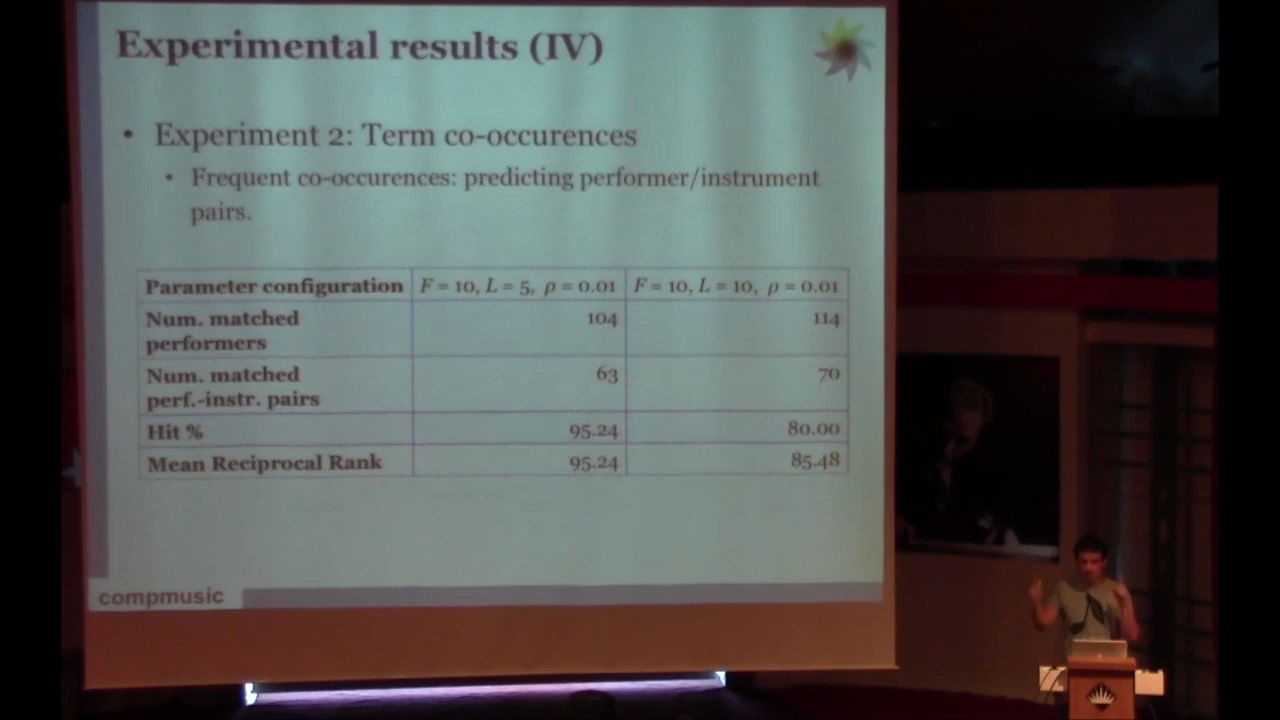 Experimental results (IV)
• Experiment 2: Term co-occurences
• Frequent co-occurences: predicting performer/instrument
pairs.
Parameter configuration F = 10, L = 5, ρ = 0.01 F = 10, L = 10, ρ = 0.01
Num. matched
performers 104 114
Num. matched
perf.-instr. pairs 63 70
Hit % 95.24 80.00
Mean Reciprocal Rank 95.24 85.48
compmusic